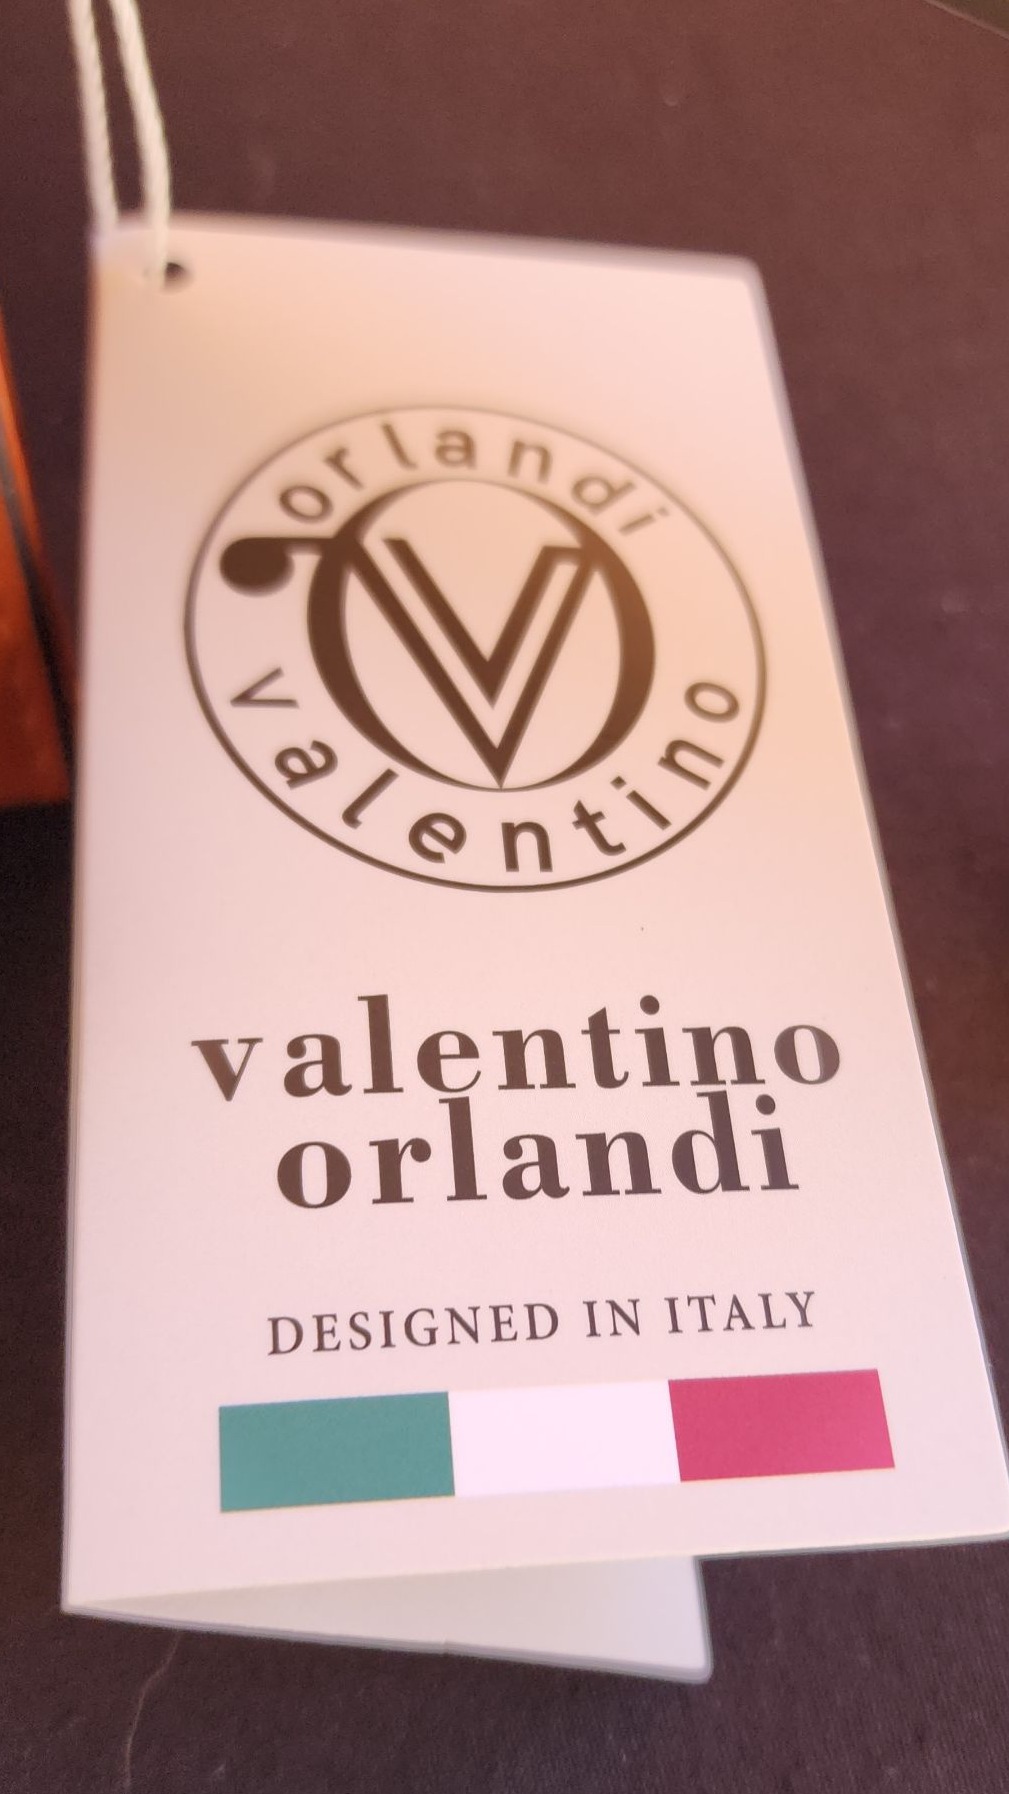 orlandi
valentino
valentino
orlandi
DESIGNED IN ITALY